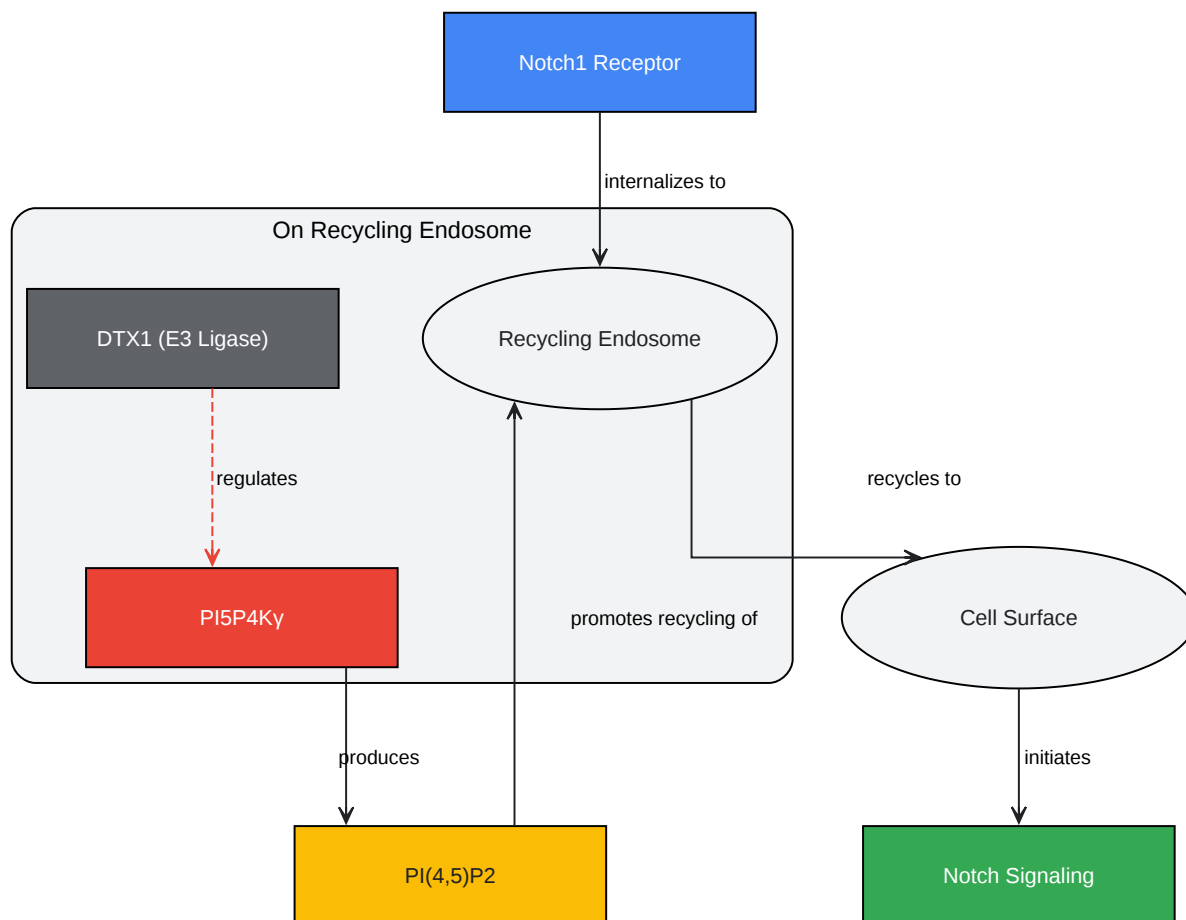 Notch1 Receptor
internalizes to
On Recycling Endosome
DTX1 (E3 Ligase)
Recycling Endosome
regulates
recycles to
PI5P4Kγ
promotes recycling of
Cell Surface
produces
initiates
PI(4,5)P2
Notch Signaling